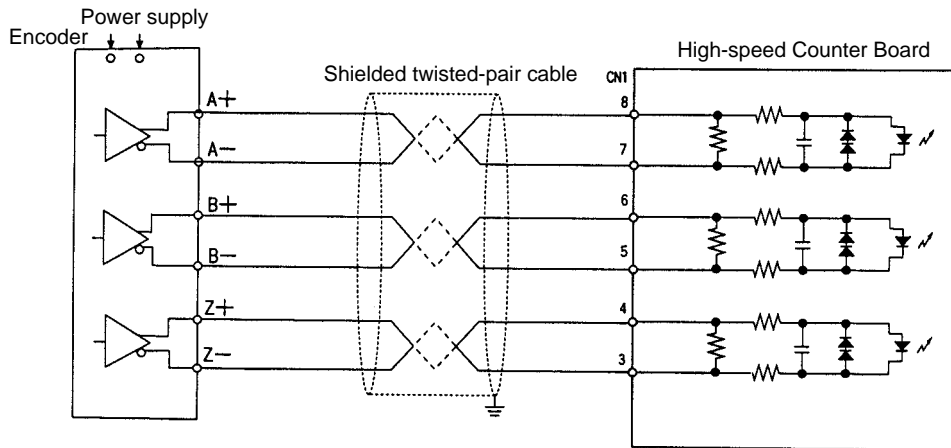 Power supply
Encoder
High-speed Counter Board
Shielded twisted-pair cable
CN1
A+
8
A−
7
B+
6
B−
5
Z+
4
Z−
3